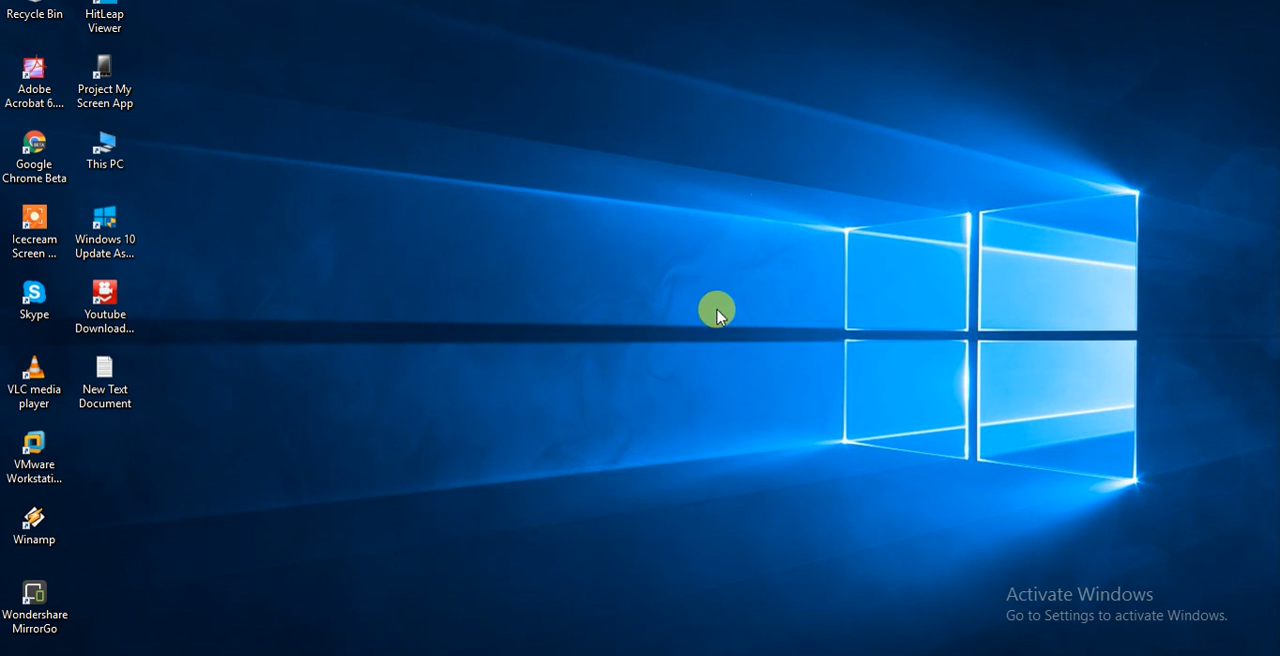 Recycle Bin
HitLeap
Viewer
Adobe
Acrobat 6....
Project My
Screen App
Google
Chrome Beta
This PC
Icecream
Screen ...
Windows 10
Update As...
Skype
Youtube
Download...
VLC media
player
New Text
Document
VMware
Workstati...
Winamp
Wondershare
MirrorGo
Activate Windows
Go to Settings to activate Windows.